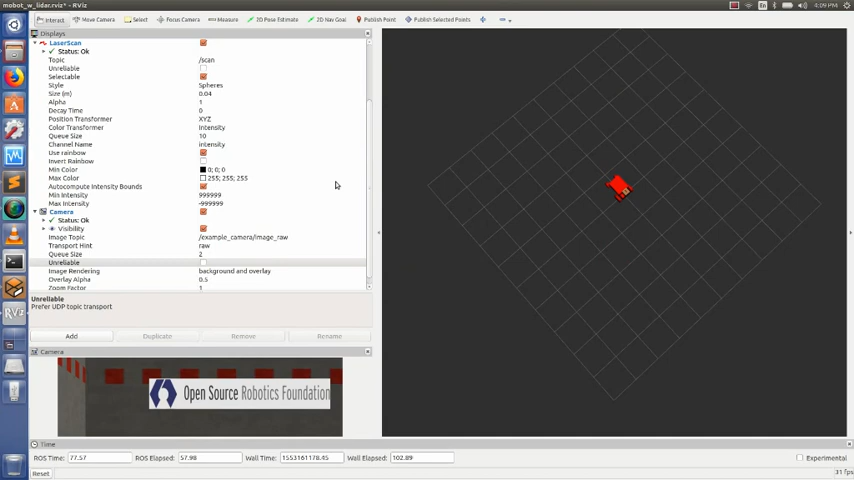 mobot_w_lidar.rviz* - RViz
En
4:09 PM
Interact Move Camera Select Focus Camera Measure 2D Pose Estimate 2D Nav Goal Publish Point Publish Selected Points
Displays
LaserScan
Status: Ok
Topic /scan
Unreliable
Selectable
Style Spheres
Size (m) 0.04
Alpha 1
Decay Time 0
Position Transformer XYZ
Color Transformer Intensity
Queue Size 10
Channel Name intensity
Use rainbow
Invert Rainbow
Min Color 0; 0; 0
Max Color 255; 255; 255
Autocompute Intensity Bounds
Min Intensity 999999
Max Intensity -999999
Camera
Status: Ok
Visibility
Image Topic /example_camera/image_raw
Transport Hint raw
Queue Size 2
Unreliable
Image Rendering background and overlay
Overlay Alpha 0.5
Zoom Factor 1
Unreliable
Prefer UDP topic transport
Add Duplicate Remove Rename
Camera
Open Source Robotics Foundation
Time
ROS Time: 77.57 ROS Elapsed: 57.98 Wall Time: 1553161178.45 Wall Elapsed: 102.89 Experimental
Reset
31 fps